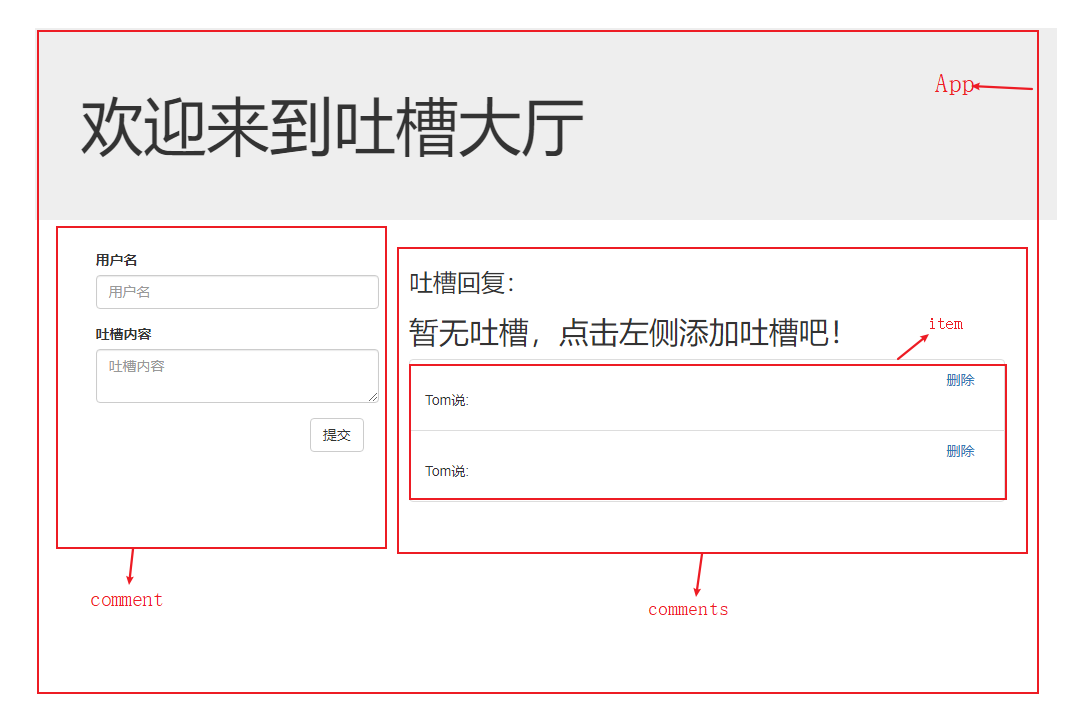 欢迎来到吐槽大厅
App
用户名
用户名
吐槽内容
吐槽内容
提交
comment
吐槽回复：
暂无吐槽，点击左侧添加吐槽吧！
item
删除
Tom说:
删除
Tom说:
comments